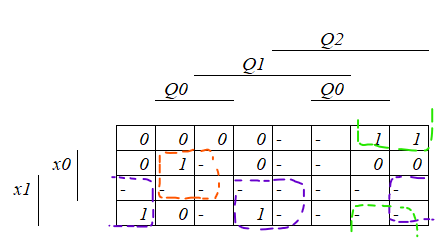 Q2
Q1
Q0 Q0
0 0 0 0 - - 1 1
x0 0 1 - 0 - - 0 0
x1 - - - - - - - -
1 0 - 1 - - - -